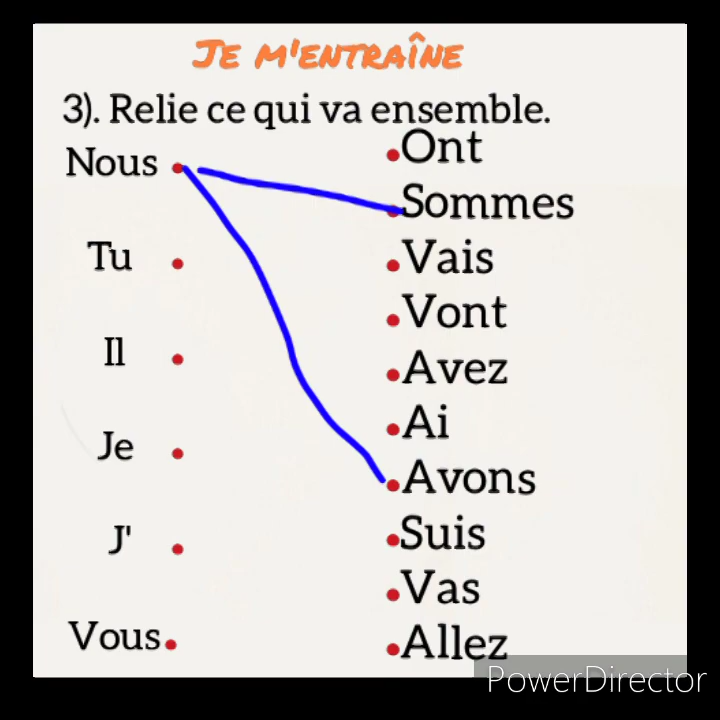 Je m'entraîne
3). Relie ce qui va ensemble.
Nous
Tu
Il
Je
J'
Vous
Ont
Sommes
Vais
Vont
Avez
Ai
Avons
Suis
Vas
Allez
PowerDirector